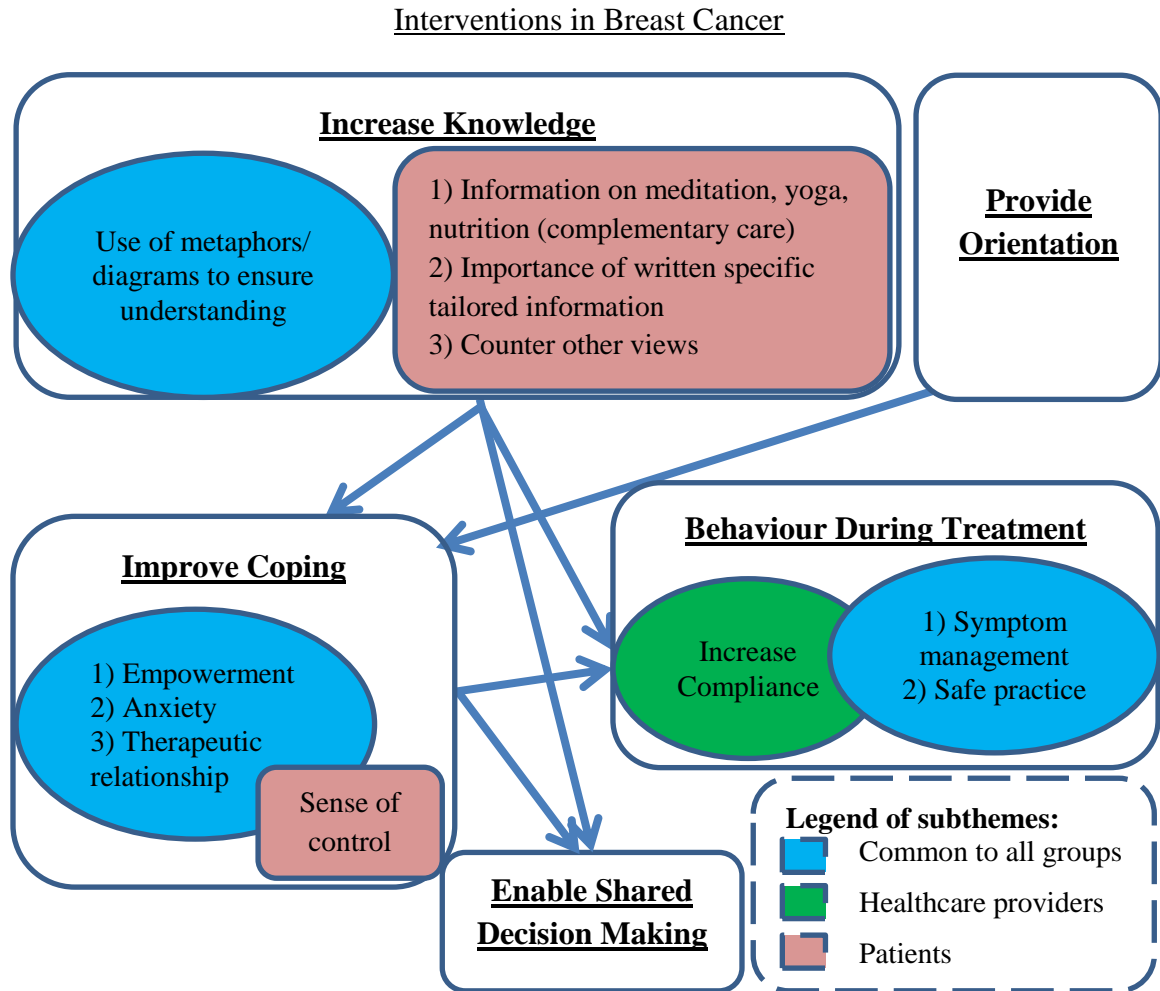 Interventions in Breast Cancer
Increase Knowledge
Use of metaphors/
diagrams to ensure
understanding
1) Information on meditation, yoga,
nutrition (complementary care)
2) Importance of written specific
tailored information
3) Counter other views
Provide
Orientation
Improve Coping
1) Empowerment
2) Anxiety
3) Therapeutic
relationship
Sense of
control
Behaviour During Treatment
Increase
Compliance
1) Symptom
management
2) Safe practice
Enable Shared
Decision Making
Legend of subthemes:
Common to all groups
Healthcare providers
Patients